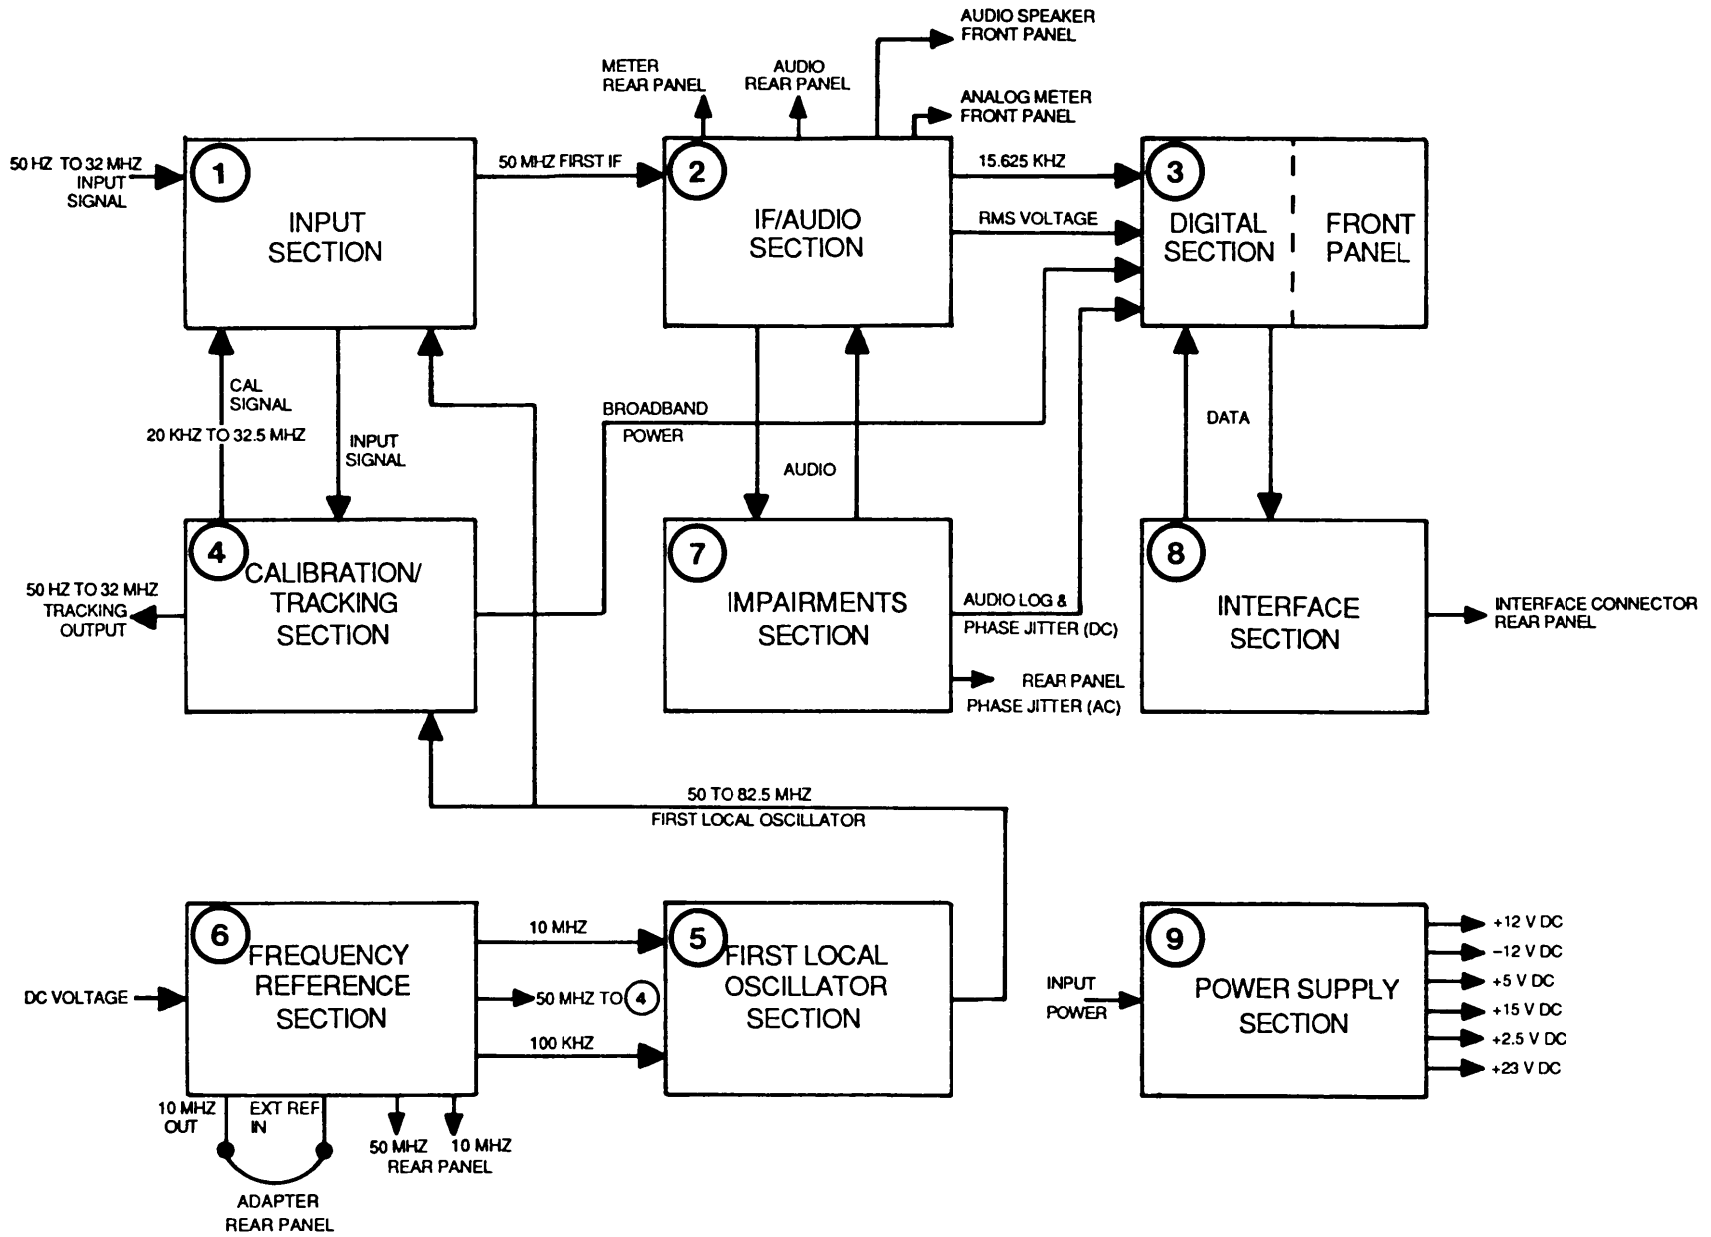 AUDIO SPEAKER
FRONT PANEL
METER
REAR PANEL
AUDIO
REAR PANEL
ANALOG METER
FRONT PANEL
50 HZ TO 32 MHZ
INPUT
SIGNAL
1
INPUT
SECTION
50 MHZ FIRST IF
2
IF/AUDIO
SECTION
15.625 KHZ
RMS VOLTAGE
3
DIGITAL
SECTION
FRONT
PANEL
CAL
SIGNAL
20 KHZ TO 32.5 MHZ
INPUT
SIGNAL
BROADBAND
POWER
AUDIO
DATA
4
CALIBRATION/
TRACKING
SECTION
50 HZ TO 32 MHZ
TRACKING
OUTPUT
7
IMPAIRMENTS
SECTION
AUDIO LOG &
PHASE JITTER (DC)
REAR PANEL
PHASE JITTER (AC)
8
INTERFACE
SECTION
INTERFACE CONNECTOR
REAR PANEL
50 TO 82.5 MHZ
FIRST LOCAL OSCILLATOR
6
FREQUENCY
REFERENCE
SECTION
DC VOLTAGE
10 MHZ
50 MHZ TO 4
100 KHZ
5
FIRST LOCAL
OSCILLATOR
SECTION
INPUT
POWER
9
POWER SUPPLY
SECTION
+12 V DC
-12 V DC
+5 V DC
+15 V DC
+2.5 V DC
+23 V DC
10 MHZ
OUT
EXT REF
IN
50 MHZ
10 MHZ
REAR PANEL
ADAPTER
REAR PANEL